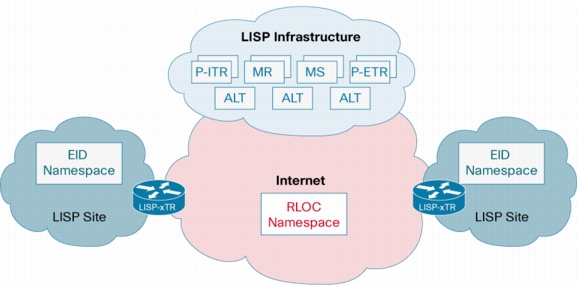 LISP Infrastructure
P-ITR MR MS P-ETR
ALT ALT ALT
EID
Namespace
LISP Site
LISP-xTR
Internet
RLOC
Namespace
EID
Namespace
LISP Site
LISP-xTR